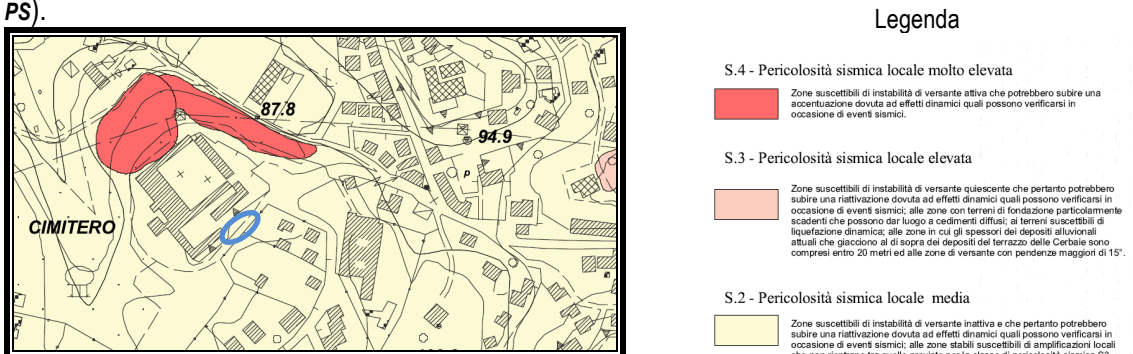 PS).
87.8
94.9
p
CIMITERO
Legenda
S.4 - Pericolosità sismica locale molto elevata
Zone suscettibili di instabilità di versante attiva che potrebbero subire una
accentuazione dovuta ad effetti dinamici quali possono verificarsi in
occasione di eventi sismici.
S.3 - Pericolosità sismica locale elevata
Zone suscettibili di instabilità di versante quiescente che pertanto potrebbero
subire una riattivazione dovuta ad effetti dinamici quali possono verificarsi in
occasione di eventi sismici; alle zone con terreni di fondazione particolarmente
scadenti che possono dar luogo a cedimenti diffusi; ai terreni suscettibili di
liquefazione dinamica; alle zone in cui gli spessori dei depositi alluvionali
attuali che giacciono al di sopra dei depositi del terrazzo delle Cerbaie sono
compresi entro 20 metri ed alle zone di versante con pendenze maggiori di 15°.
S.2 - Pericolosità sismica locale media
Zone suscettibili di instabilità di versante inattiva e che pertanto potrebbero
subire una riattivazione dovuta ad effetti dinamici quali possono verificarsi in
occasione di eventi sismici; alle zone stabili suscettibili di amplificazioni locali